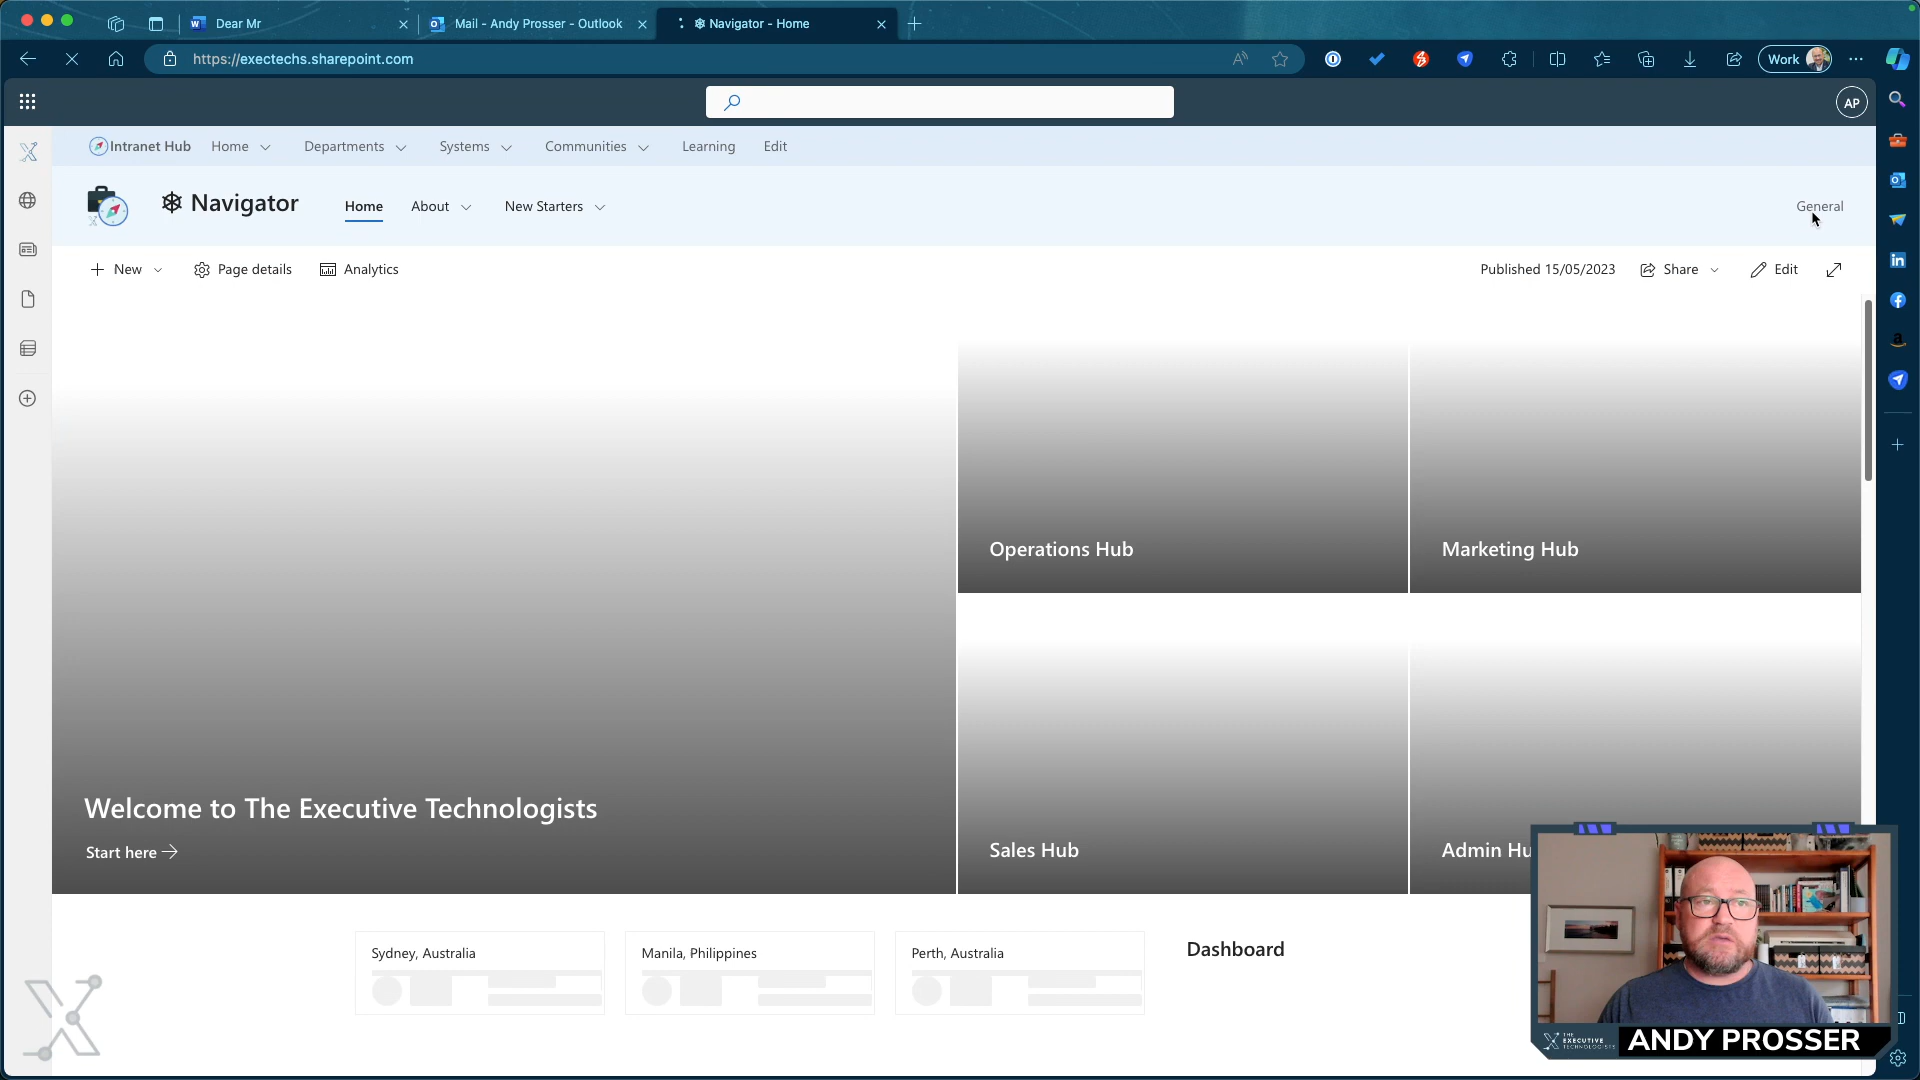 Dear Mr
Mail - Andy Prosser - Outlook
Navigator - Home
https://exectechs.sharepoint.com
Work
AP
Intranet Hub
Home
Departments
Systems
Communities
Learning
Edit
Navigator
Home
About
New Starters
General
New
Page details
Analytics
Published 15/05/2023
Share
Edit
Operations Hub
Marketing Hub
Welcome to The Executive Technologists
Start here
Sales Hub
Admin Hu
Sydney, Australia
Manila, Philippines
Perth, Australia
Dashboard
THE
EXECUTIVE
TECHNOLOGISTS
ANDY PROSSER